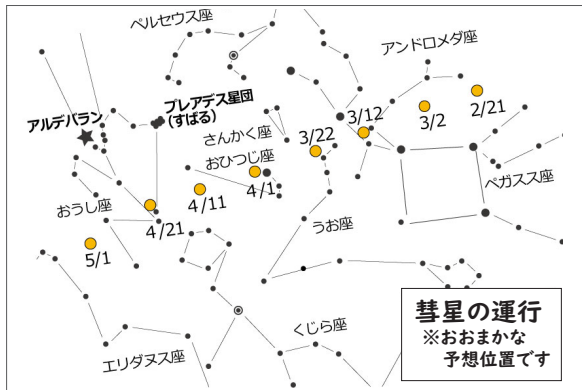 ペルセウス座
アンドロメダ座
プレアデス星団
(すばる)
アルデバラン
さんかく座
おひつじ座
3/22
3/12
3/2
2/21
ペガスス座
おうし座
4/21
4/11
4/1
うお座
5/1
エリダヌス座
くじら座
彗星の運行
※おおまかな
予想位置です